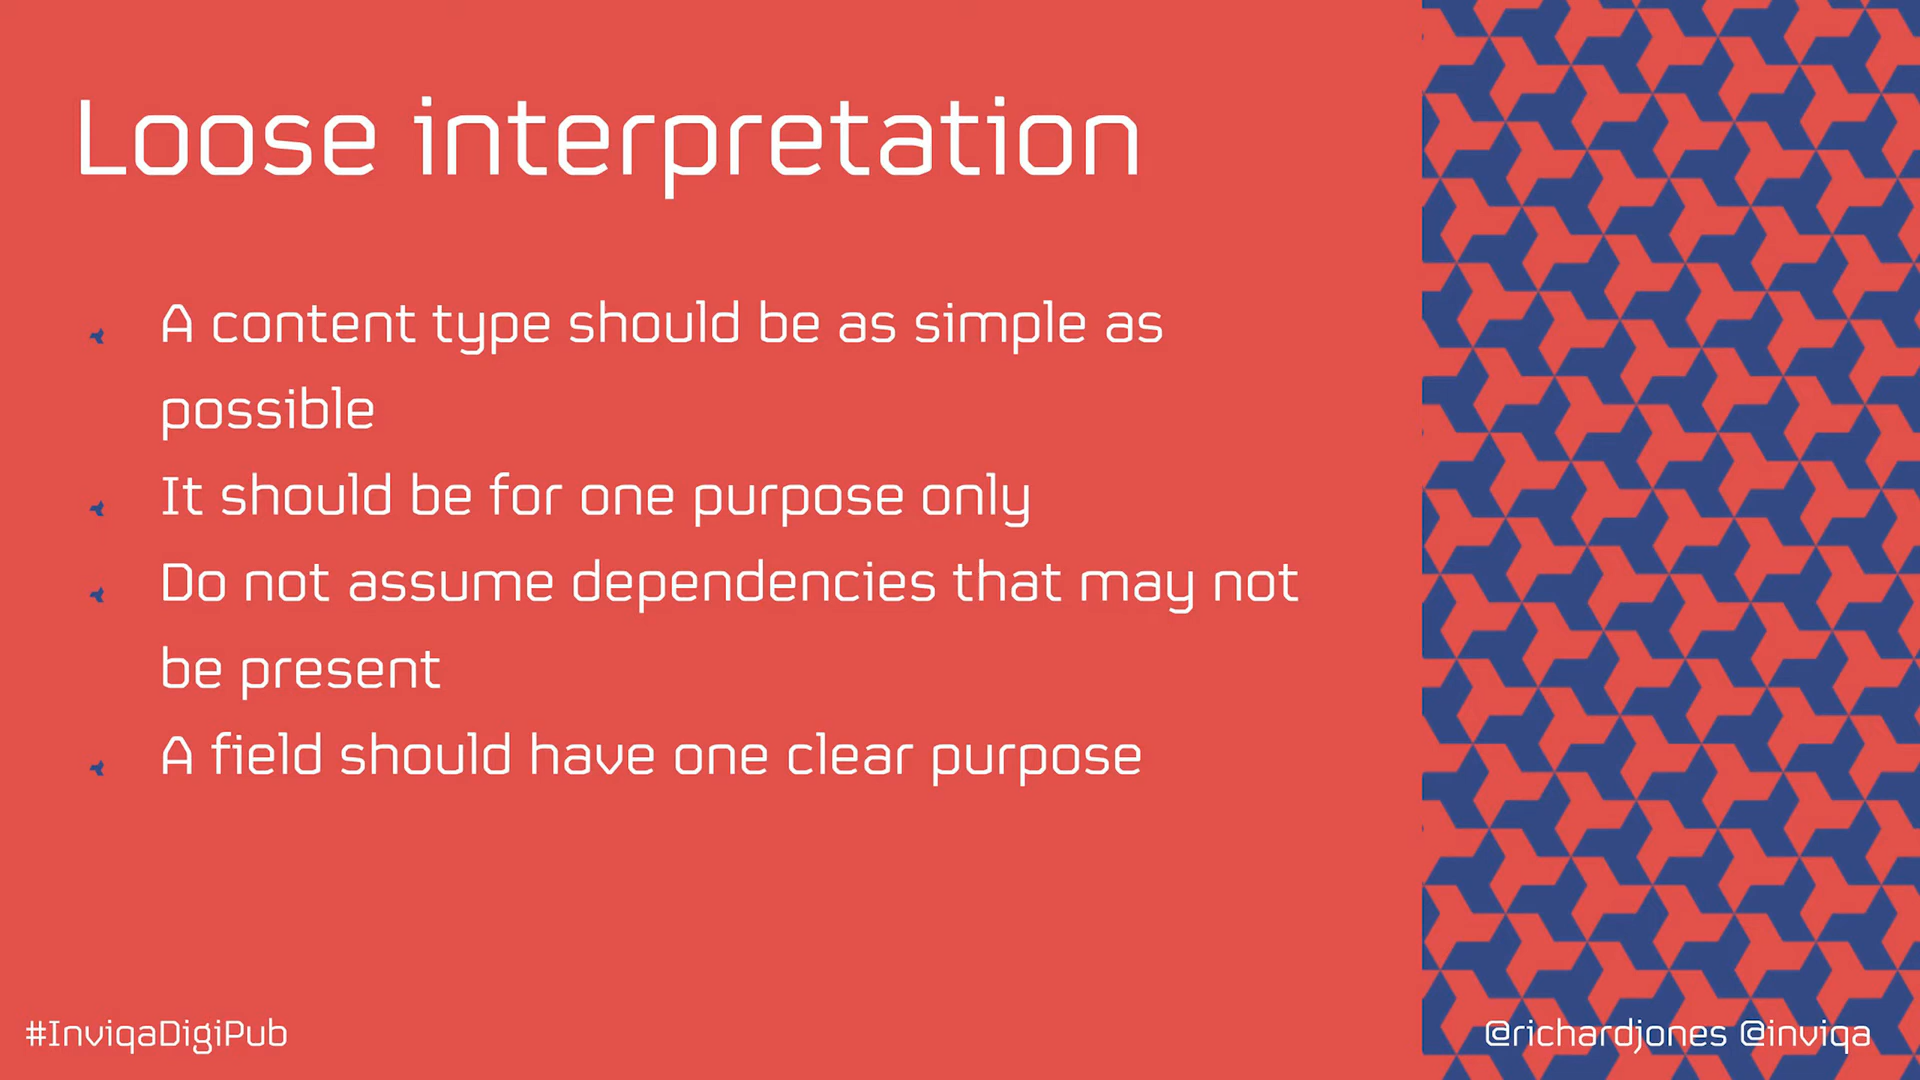 Loose interpretation
A content type should be as simple as
possible
It should be for one purpose only
Do not assume dependencies that may not
be present
A field should have one clear purpose
#InviqaDigiPub
@richardjones @inviqa